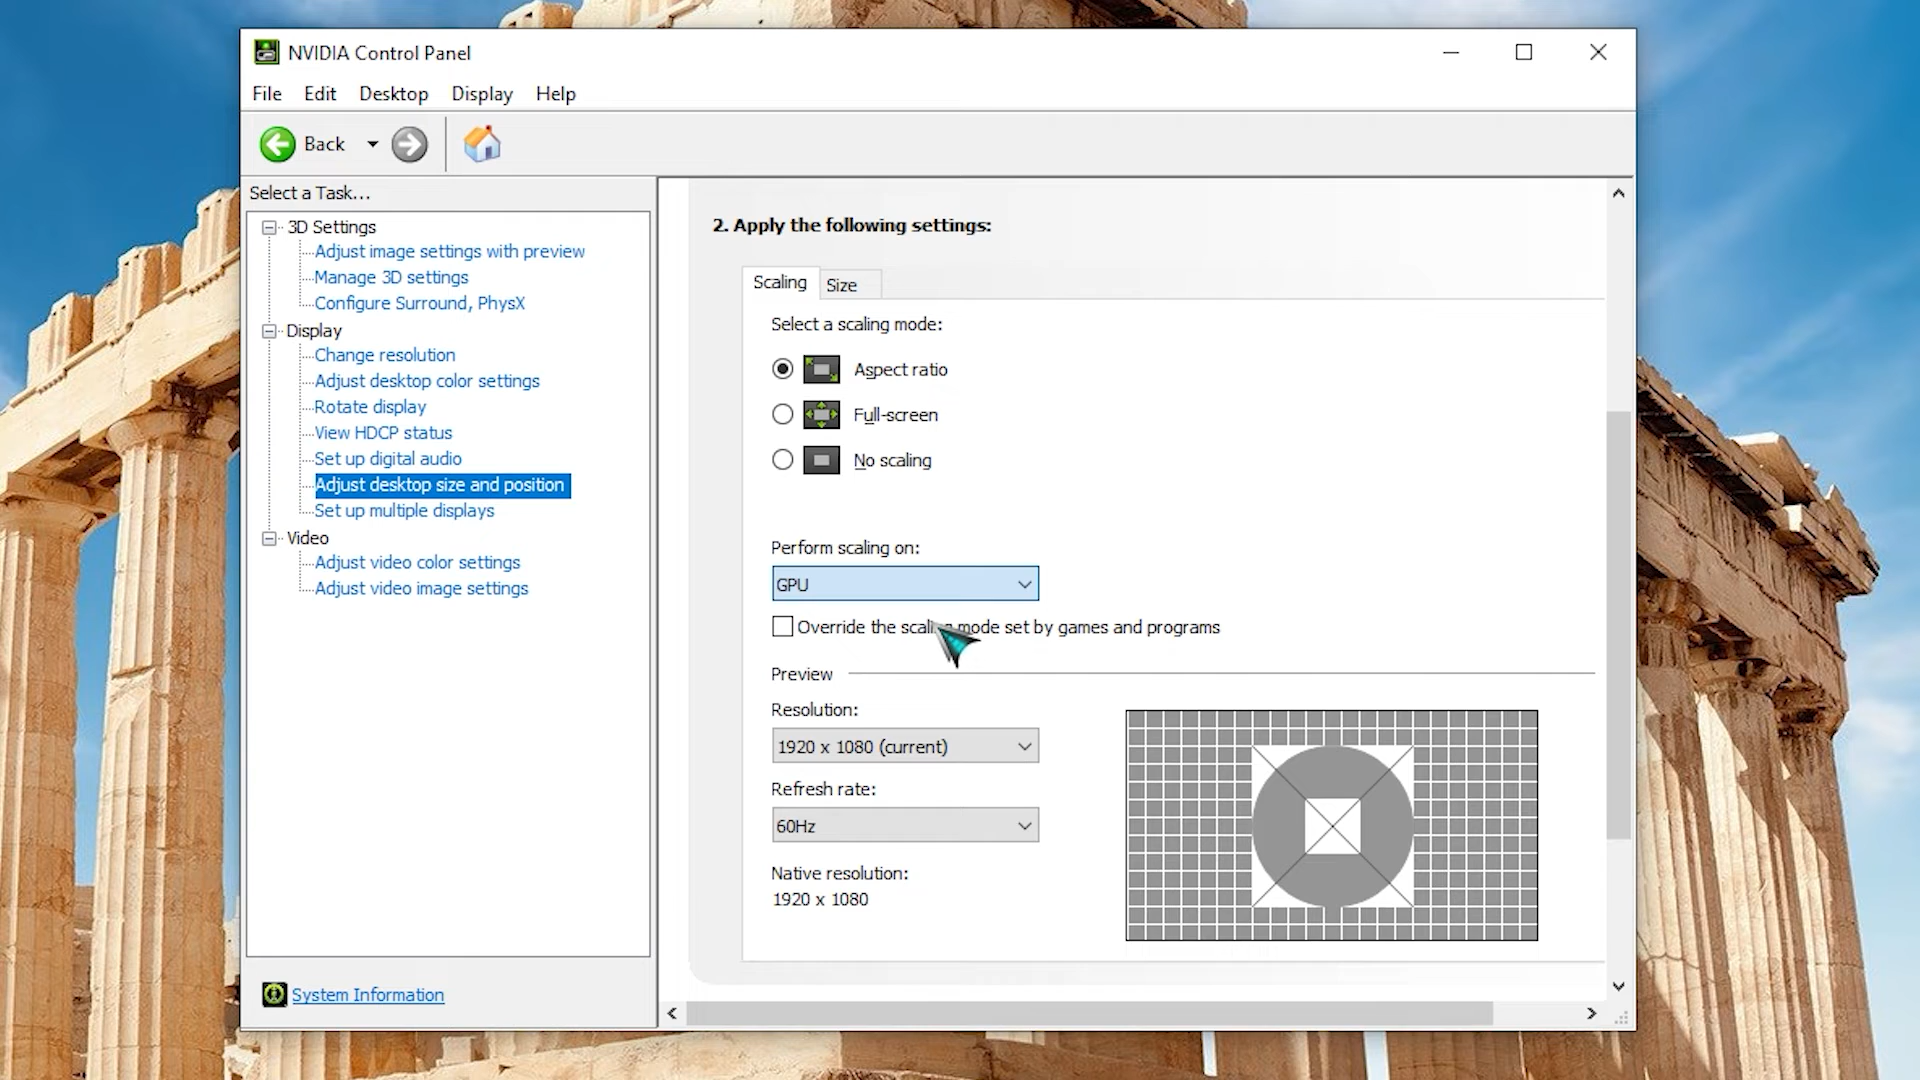 NVIDIA Control Panel
File Edit Desktop Display Help
Back
Select a Task...
3D Settings
Adjust image settings with preview
Manage 3D settings
Configure Surround, PhysX
Display
Change resolution
Adjust desktop color settings
Rotate display
View HDCP status
Set up digital audio
Adjust desktop size and position
Set up multiple displays
Video
Adjust video color settings
Adjust video image settings
System Information
2. Apply the following settings:
Scaling Size
Select a scaling mode:
Aspect ratio
Full-screen
No scaling
Perform scaling on:
GPU
Override the scaling mode set by games and programs
Preview
Resolution:
1920 x 1080 (current)
Refresh rate:
60Hz
Native resolution:
1920 x 1080